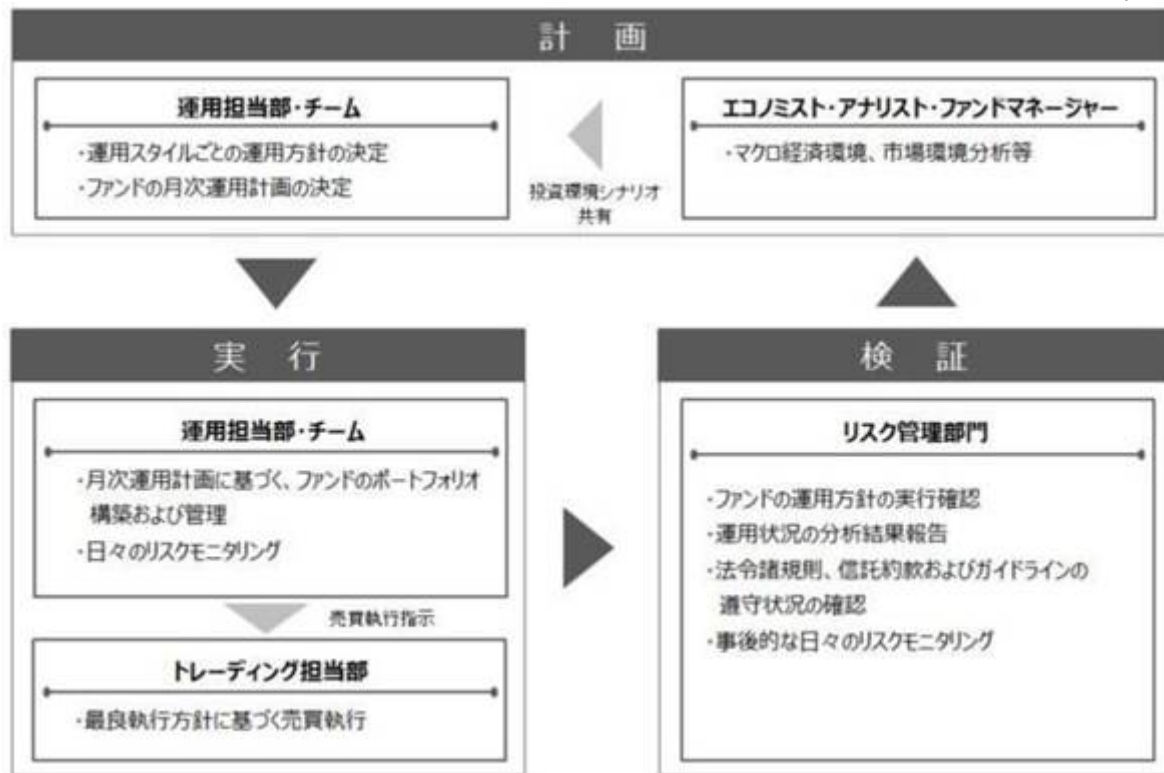 計 画
運用担当部・チーム
・運用スタイルごとの運用方針の決定
・ファンドの月次運用計画の決定
投資環境シナリオ
共有
エコノミスト・アナリスト・ファンドマネージャー
・マクロ経済環境、市場環境分析等
実 行
運用担当部・チーム
・月次運用計画に基づく、ファンドのポートフォリオ
構築および管理
・日々のリスクモニタリング
売買執行指示
トレーディング担当部
・最良執行方針に基づく売買執行
検 証
リスク管理部門
・ファンドの運用方針の実行確認
・運用状況の分析結果報告
・法令諸規則、信託約款およびガイドラインの
遵守状況の確認
・事後的な日々のリスクモニタリング